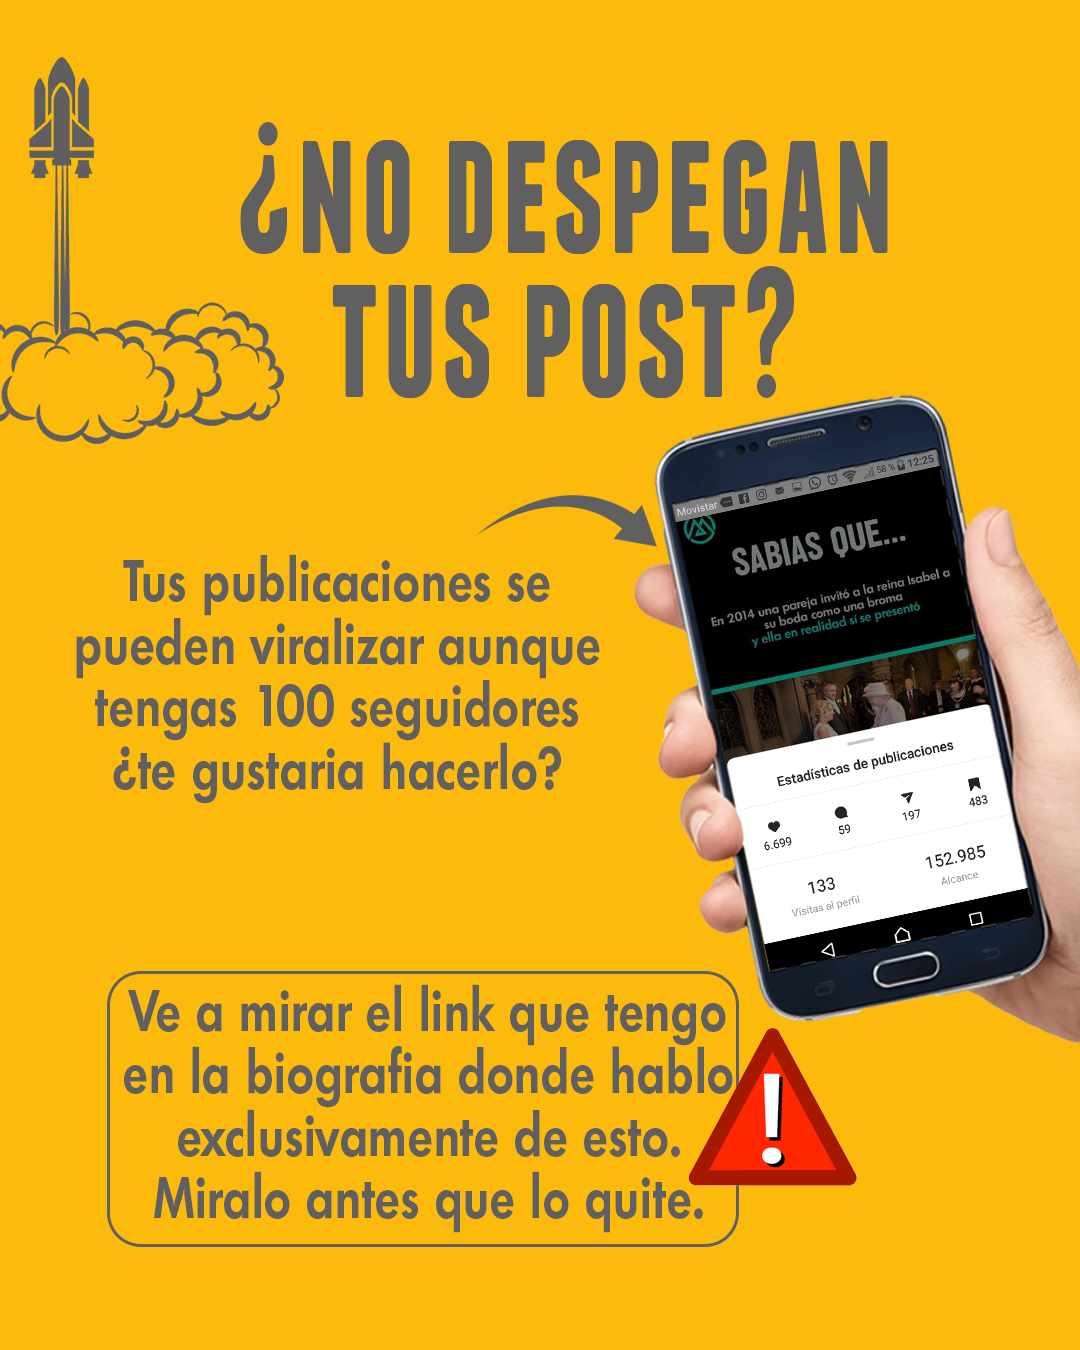 ¿NO DESPEGAN
TUS POST?
Tus publicaciones se
pueden viralizar aunque
tengas 100 seguidores
¿te gustaria hacerlo?
Movistar
58 %
12:25
SABIAS QUE...
En 2014 una pareja invitó a la reina Isabel a
su boda como una broma
y ella en realidad sí se presentó
Estadísticas de publicaciones
6.699
59
197
483
133
152.985
Visitas al perfil
Alcance
Ve a mirar el link que tengo
en la biografia donde hablo
exclusivamente de esto.
Miralo antes que lo quite.